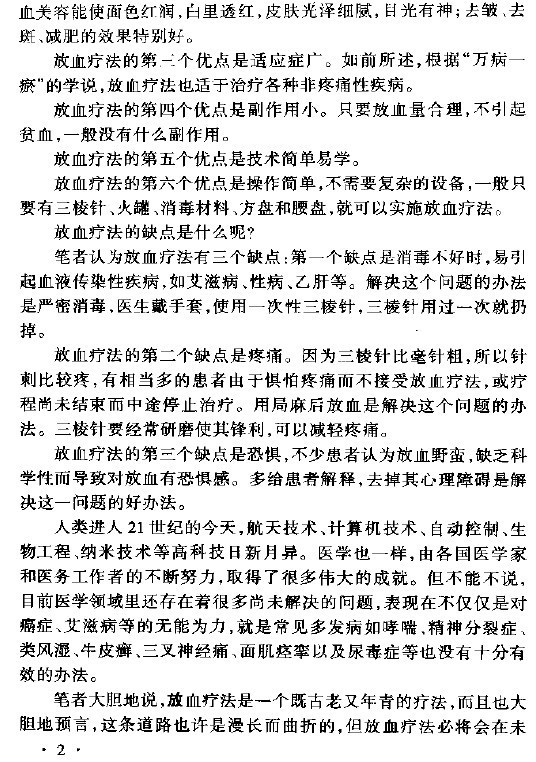 血美容能使面色红润,白里透红,皮肤光泽细腻,目光有神;去皱、去
斑、减肥的效果特别好。
放血疗法的第三个优点是适应症广。如前所述,根据“万病一
瘀”的学说,放血疗法也适于治疗各种非疼痛性疾病。
放血疗法的第四个优点是副作用小。只要放血量合理,不引起
贫血,一般没有什么副作用。
放血疗法的第五个优点是技术简单易学。
放血疗法的第六个优点是操作简单,不需要复杂的设备,一般只
要有三棱针、火罐、消毒材料、方盘和腰盘,就可以实施放血疗法。
放血疗法的缺点是什么呢?
笔者认为放血疗法有三个缺点:第一个缺点是消毒不好时,易引
起血液传染性疾病,如艾滋病、性病、乙肝等。解决这个问题的办法
是严密消毒,医生戴手套,使用一次性三棱针,三棱针用过一次就扔
掉。
放血疗法的第二个缺点是疼痛。因为三棱针比毫针粗,所以针
刺比较疼,有相当多的患者由于惧怕疼痛而不接受放血疗法,或疗
程尚未结束而中途停止治疗。用局麻后放血是解决这个问题的办
法。三棱针要经常研磨使其锋利,可以减轻疼痛。
放血疗法的第三个缺点是恐惧,不少患者认为放血野蛮,缺乏科
学性而导致对放血有恐惧感。多给患者解释,去掉其心理障碍是解
决这一问题的好办法。
人类进入21世纪的今天,航天技术、计算机技术、自动控制、生
物工程、纳米技术等高科技日新月异。医学也一样,由各国医学家
和医务工作者的不断努力,取得了很多伟大的成就。但不能不说,
目前医学领域里还存在着很多尚未解决的问题,表现在不仅仅是对
癌症、艾滋病等的无能为力,就是常见多发病如哮喘,精神分裂症、
类风湿、牛皮癣、三叉神经痛、面肌痉挛以及尿毒症等也没有十分有
效的办法。
笔者大胆地说,放血疗法是一个既古老又年青的疗法,而且也大
胆地预言,这条道路也许是漫长而曲折的,但放血疗法必将会在未
·2·